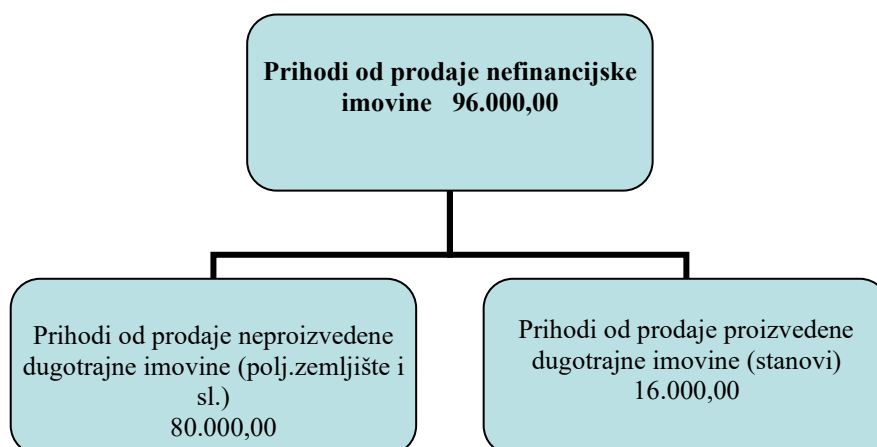 Prihodi od prodaje nefinancijske
imovine 96.000,00
Prihodi od prodaje neproizvedene
dugotrajne imovine (polj.zemljište i
sl.)
80.000,00
Prihodi od prodaje proizvedene
dugotrajne imovine (stanovi)
16.000,00